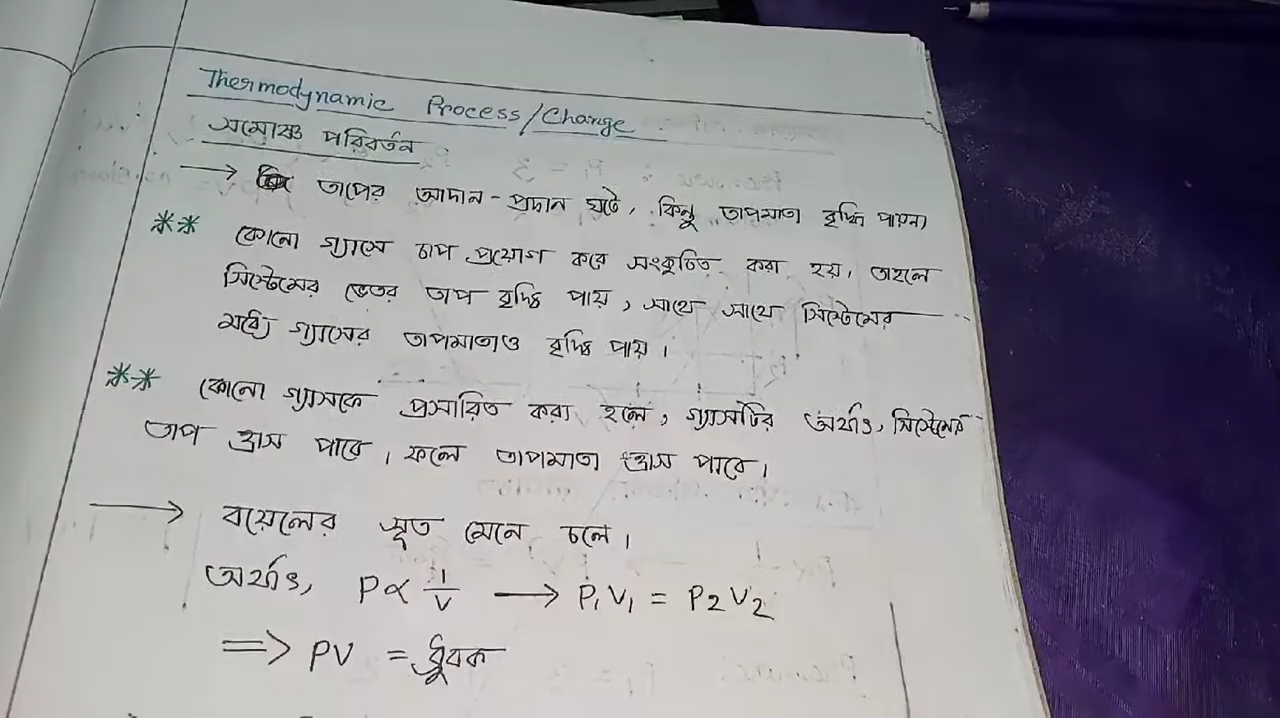 Thermodynamic Process/Change
সমোষ্ণ পরিবর্তন
→ তাপের আদান-প্রদান ঘটে, কিন্তু তাপমাত্রা বৃদ্ধি পায়না
** কোনো গ্যাসে চাপ প্রয়োগ করে সংকুচিত করা হয়, তাহলে
সিস্টেমের ভেতর তাপ বৃদ্ধি পায়, সাথে সাথে সিস্টেমের
মধ্যে গ্যাসের তাপমাত্রাও বৃদ্ধি পায়।
** কোনো গ্যাসকে প্রসারিত করা হলে, গ্যাসটির অর্থাৎ, সিস্টেমের
তাপ হ্রাস পাবে। ফলে তাপমাত্রা হ্রাস পাবে।
→ বয়েলের সূত্র মেনে চলে।
অর্থাৎ, P∝ 1/V → P₁V₁ = P₂V₂
⇒ PV = ধ্রুবক